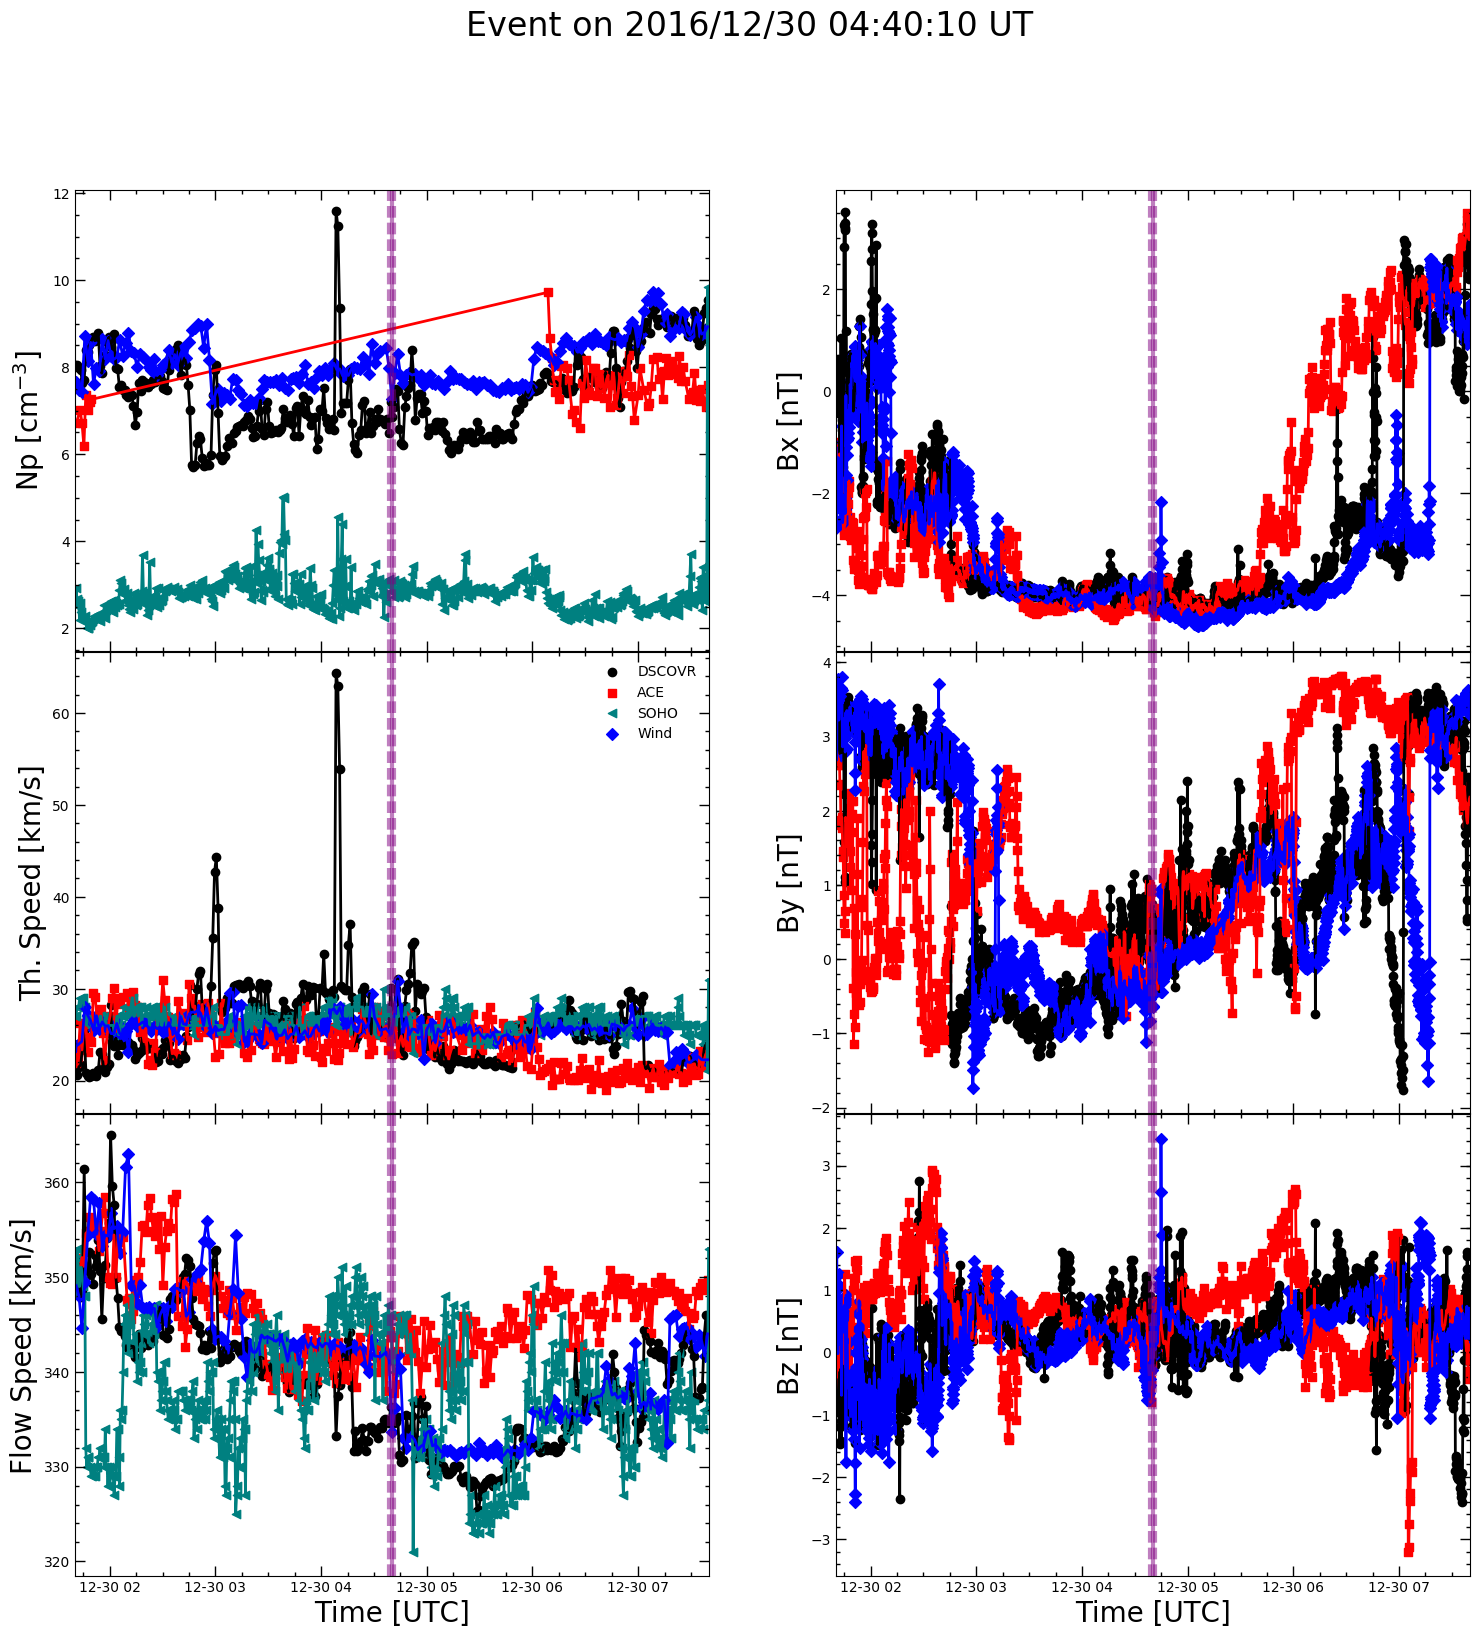 Event on 2016/12/30 04:40:10 UT
12
10
8
6
4
2
Np [cm⁻³]
2
0
−2
−4
Bx [nT]
60
50
40
30
20
Th. Speed [km/s]
DSCOVR
ACE
SOHO
Wind
4
3
2
1
0
−1
−2
By [nT]
360
350
340
330
320
Flow Speed [km/s]
12-30 02 12-30 03 12-30 04 12-30 05 12-30 06 12-30 07
Time [UTC]
3
2
1
0
−1
−2
−3
Bz [nT]
12-30 02 12-30 03 12-30 04 12-30 05 12-30 06 12-30 07
Time [UTC]